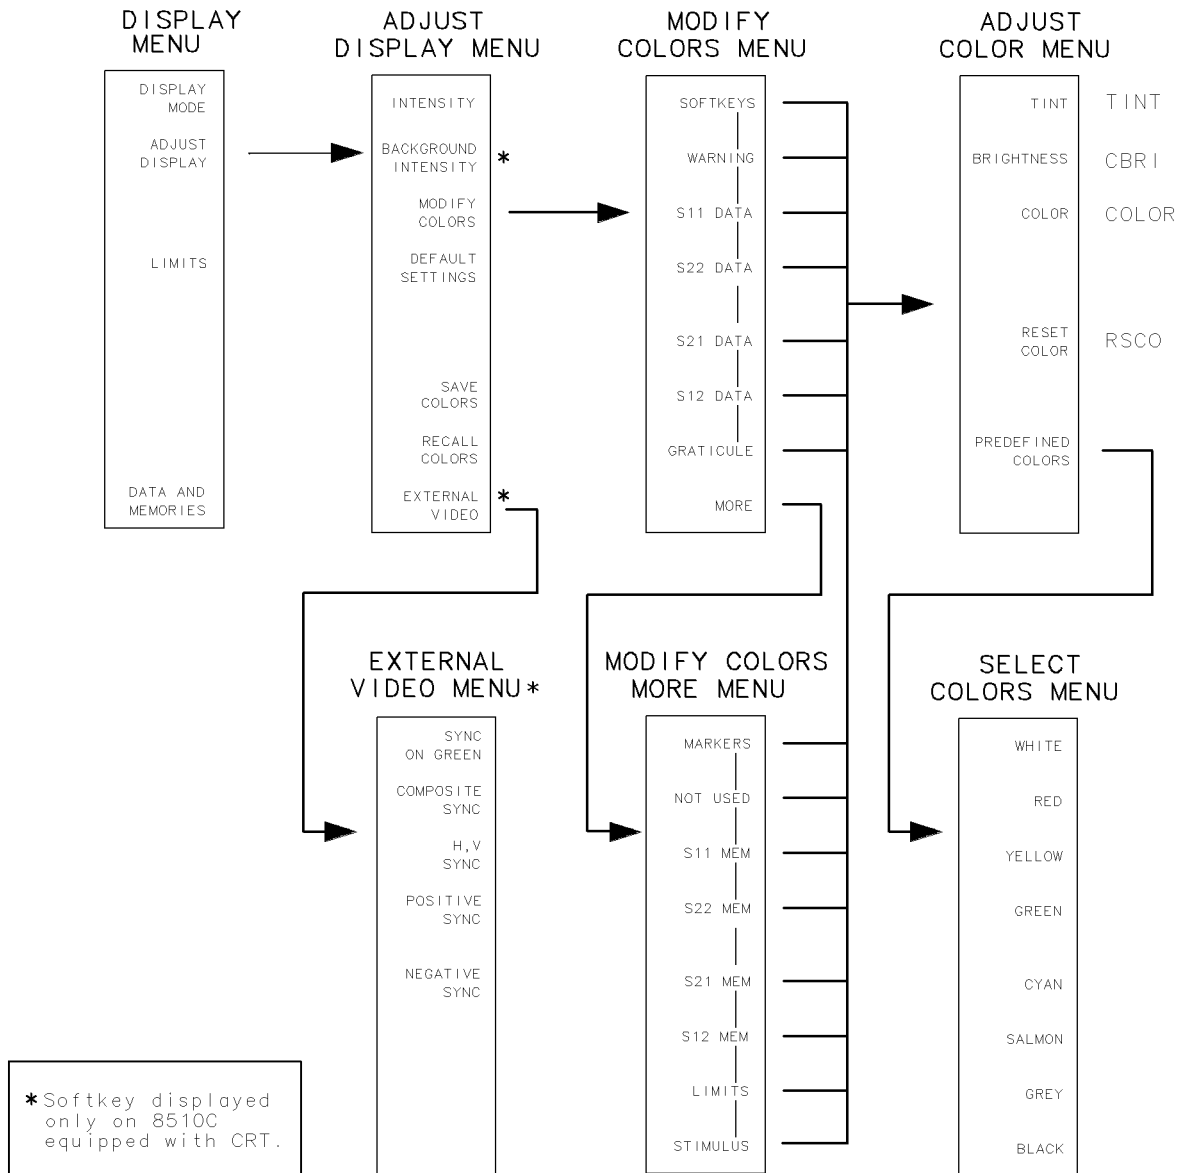 DISPLAY
MENU
DISPLAY
MODE
ADJUST
DISPLAY
LIMITS
DATA AND
MEMORIES
ADJUST
DISPLAY MENU
INTENSITY
BACKGROUND
INTENSITY *
MODIFY
COLORS
DEFAULT
SETTINGS
SAVE
COLORS
RECALL
COLORS
EXTERNAL *
VIDEO
MODIFY
COLORS MENU
SOFTKEYS
WARNING
S11 DATA
S22 DATA
S21 DATA
S12 DATA
GRATICULE
MORE
ADJUST
COLOR MENU
TINT TINT
BRIGHTNESS CBRI
COLOR COLOR
RESET
COLOR RSCO
PREDEFINED
COLORS
EXTERNAL
VIDEO MENU*
SYNC
ON GREEN
COMPOSITE
SYNC
H,V
SYNC
POSITIVE
SYNC
NEGATIVE
SYNC
MODIFY COLORS
MORE MENU
MARKERS
NOT USED
S11 MEM
S22 MEM
S21 MEM
S12 MEM
LIMITS
STIMULUS
SELECT
COLORS MENU
WHITE
RED
YELLOW
GREEN
CYAN
SALMON
GREY
BLACK
*Softkey displayed
only on 8510C
equipped with CRT.